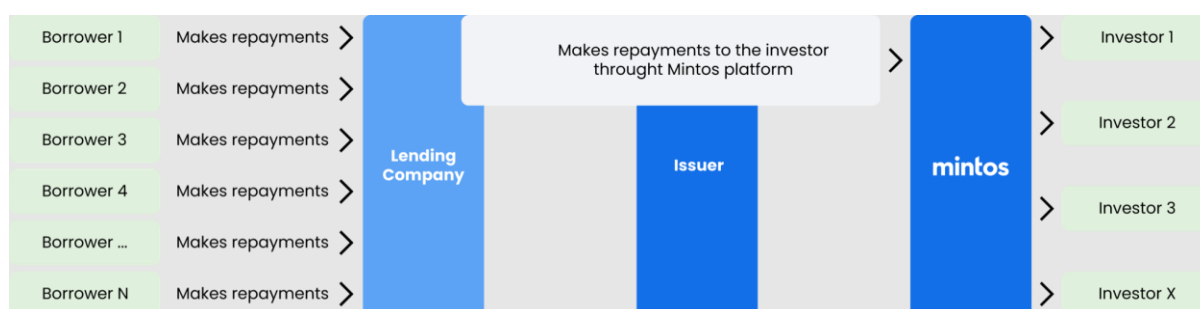 Borrower 1 Makes repayments Investor 1
Makes repayments to the investor
throught Mintos platform
Borrower 2 Makes repayments
Investor 2
Borrower 3 Makes repayments
Lending
Company
Issuer
mintos
Borrower 4 Makes repayments
Investor 3
Borrower ... Makes repayments
Borrower N Makes repayments Investor X